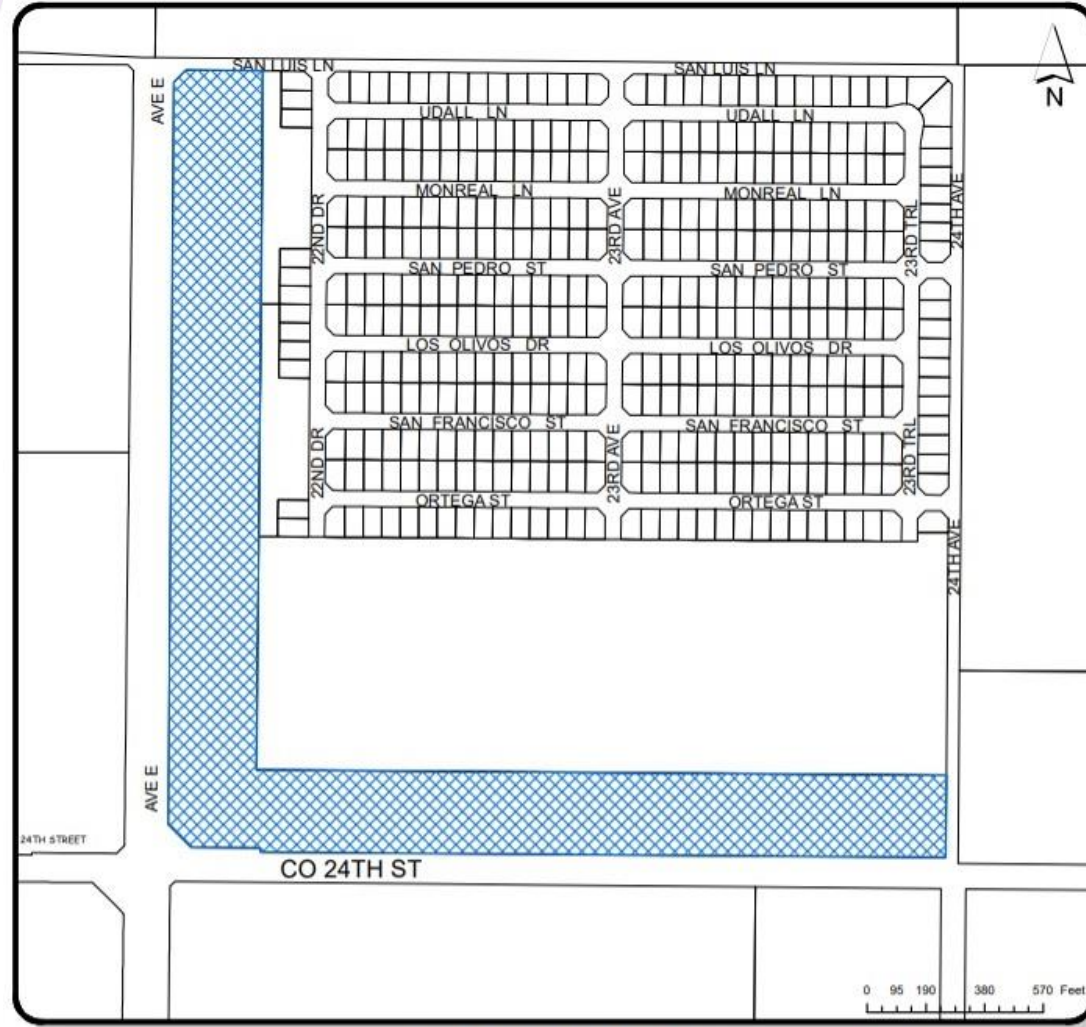 SAN LUIS LN
SAN LUIS LN
AVE E
N
UDALL LN
UDALL LN
MONREAL LN
MONREAL LN
22ND DR
23RD AVE
23RD TRL
24TH AVE
SAN PEDRO ST
SAN PEDRO ST
LOS OLIVOS DR
LOS OLIVOS DR
SAN FRANCISCO ST
SAN FRANCISCO ST
22ND DR
23RD AVE
23RD TRL
ORTEGA ST
ORTEGA ST
24TH AVE
AVE E
24TH STREET
CO 24TH ST
0 95 190 380 570 Feet